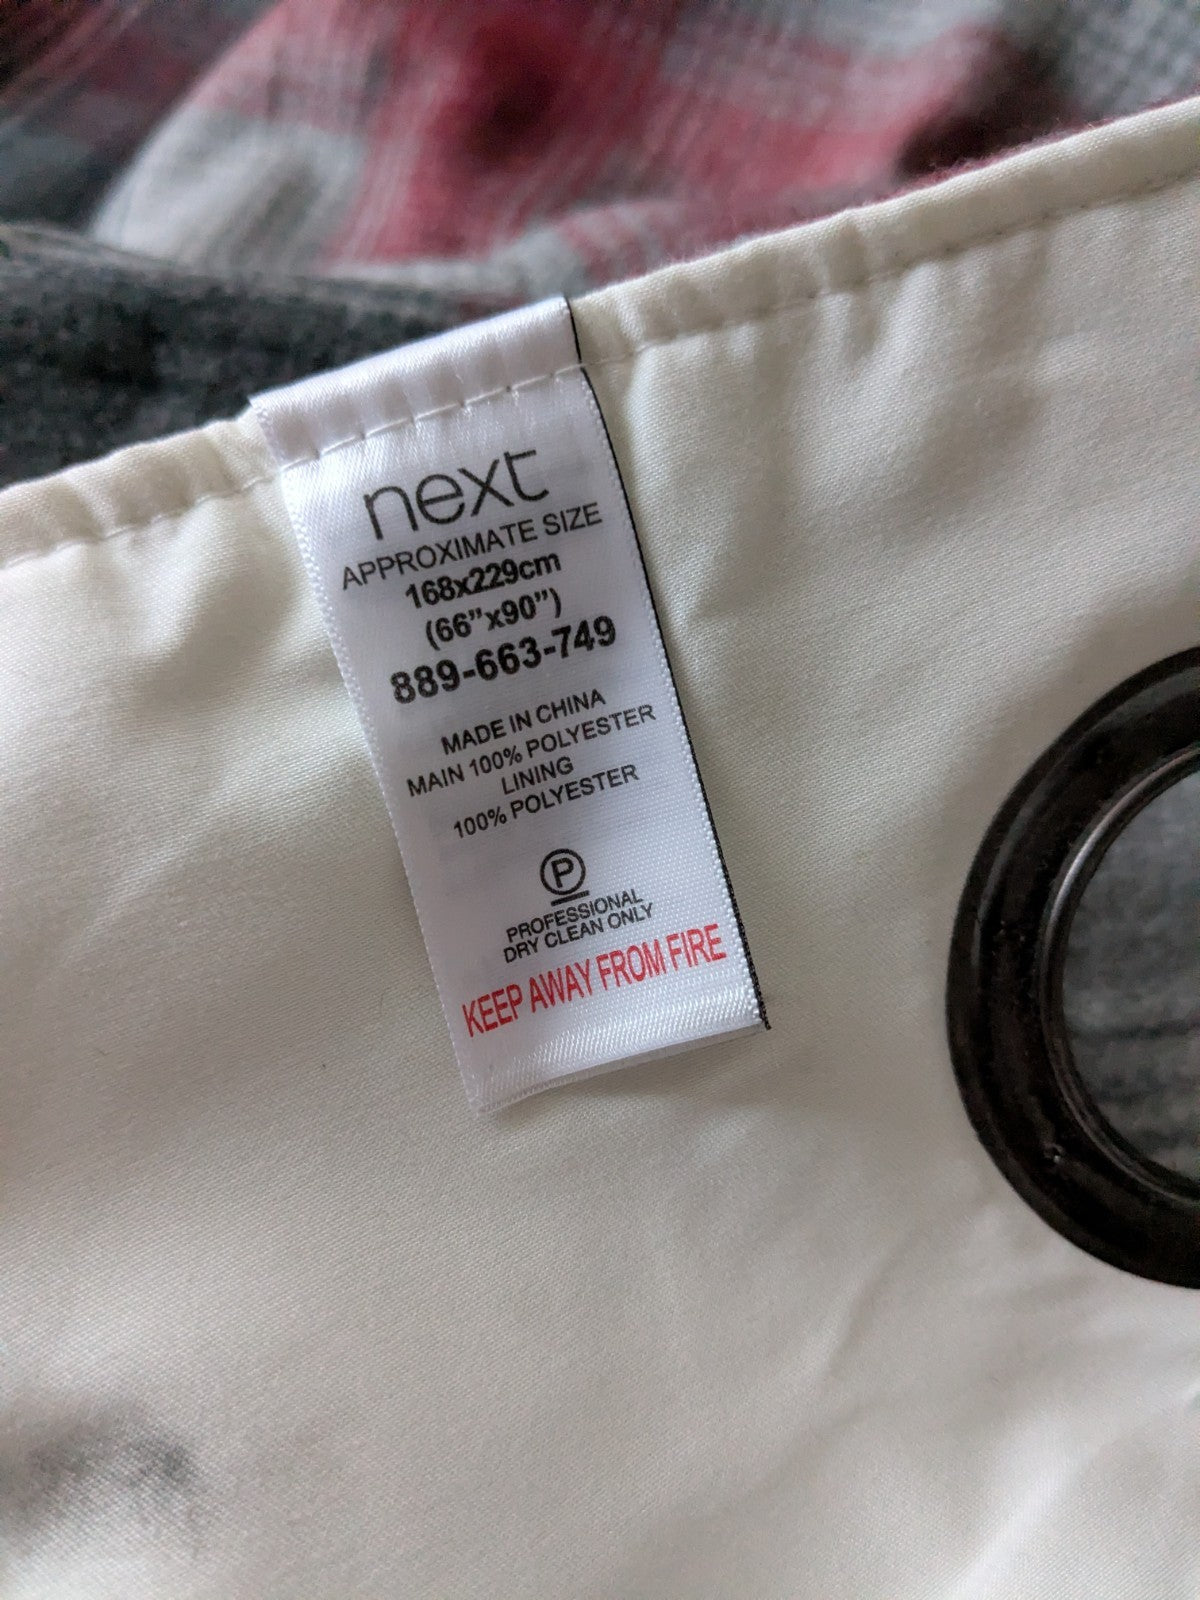 next
APPROXIMATE SIZE
168x229cm
(66”x90”)
889-663-749
MADE IN CHINA
MAIN 100% POLYESTER
LINING
100% POLYESTER
P
PROFESSIONAL
DRY CLEAN ONLY
KEEP AWAY FROM FIRE